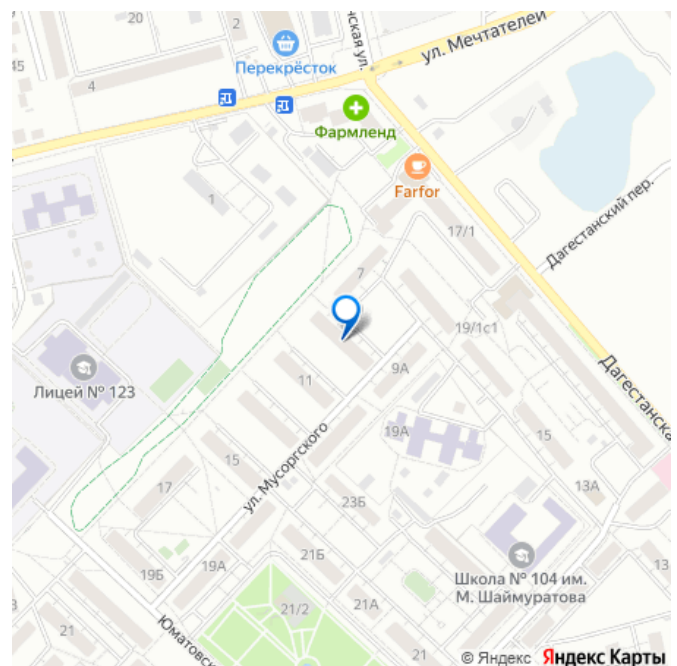 20
2
нская ул.
ул. Мечтателей
45
Перекрёсток
4
Фармленд
Farfor
1
17/1
Дагестанский пер.
7
19/1с1
Лицей № 123
11
9А
Дагестанска
19А
15
15
ул. Мусоргского
17
13А
23Б
21Б
19Б
19А
Школа № 104 им.
М. Шаймуратова
13
21/2
21А
21
Юматовс
21
© Яндекс Яндекс Карты